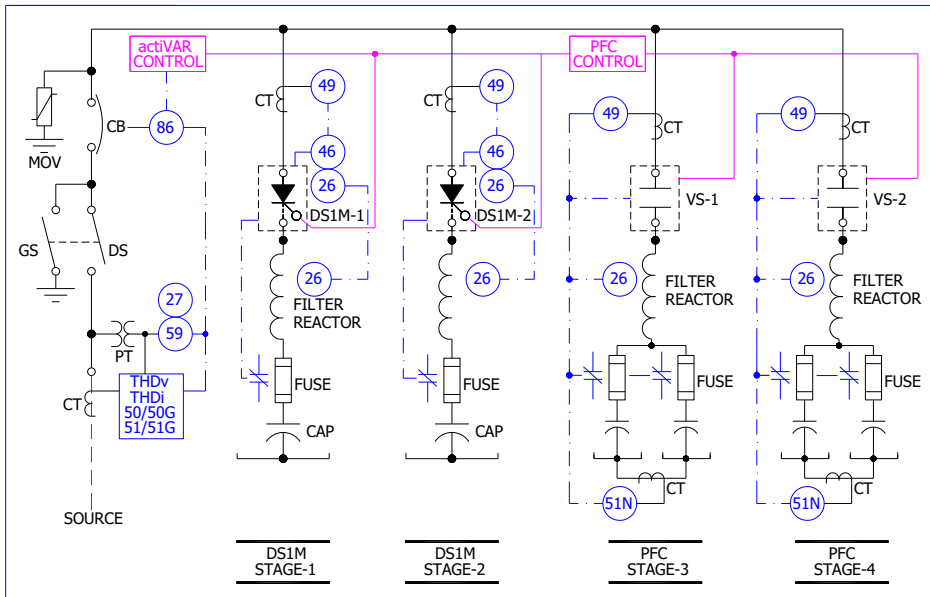 actiVAR
CONTROL
PFC
CONTROL
MOV
CB
86
GS
DS
27
59
PT
CT
THDv
THDi
50/50G
51/51G
SOURCE
CT
49
46
26
DS1M-1
26
FILTER
REACTOR
FUSE
CAP
DS1M
STAGE-1
CT
49
46
26
DS1M-2
26
FUSE
CAP
DS1M
STAGE-2
49
CT
VS-1
26
FILTER
REACTOR
FUSE
CT
51N
PFC
STAGE-3
49
CT
VS-2
26
FILTER
REACTOR
FUSE
CT
51N
PFC
STAGE-4